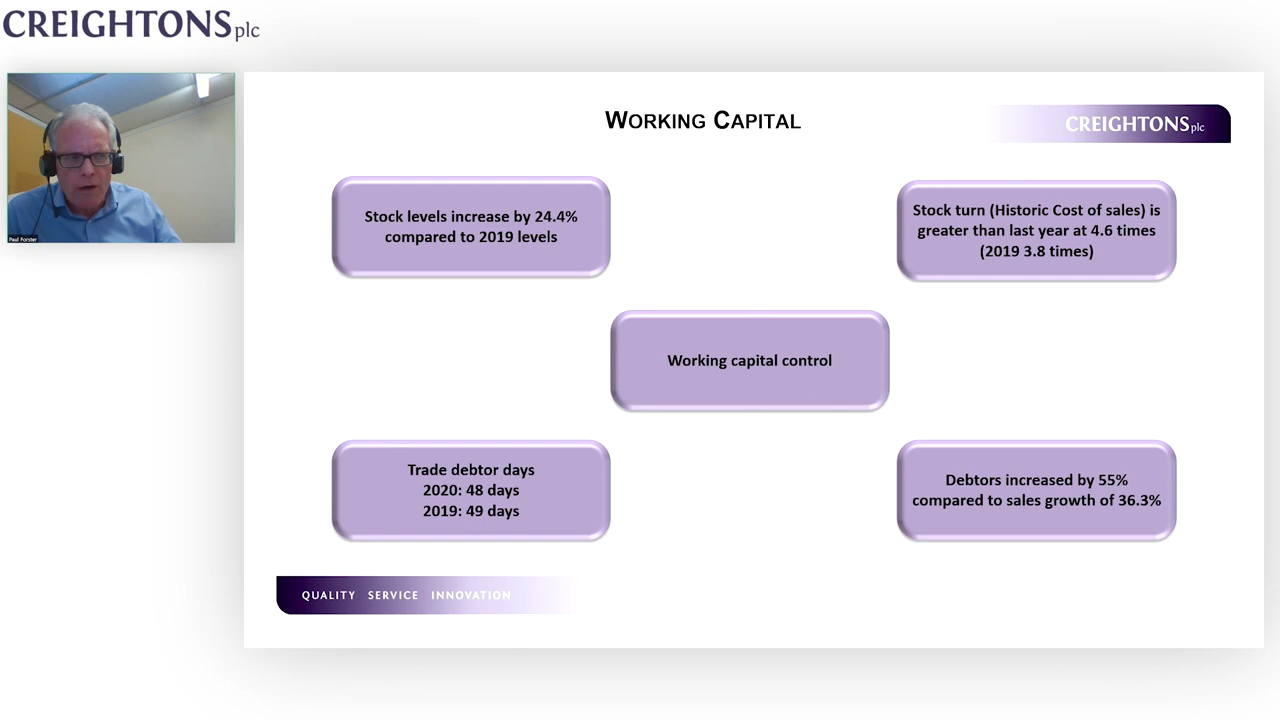 CREIGHTONS plc
Paul Forster
WORKING CAPITAL
CREIGHTONS plc
Stock levels increase by 24.4%
compared to 2019 levels
Stock turn (Historic Cost of sales) is
greater than last year at 4.6 times
(2019 3.8 times)
Working capital control
Trade debtor days
2020: 48 days
2019: 49 days
Debtors increased by 55%
compared to sales growth of 36.3%
QUALITY SERVICE INNOVATION